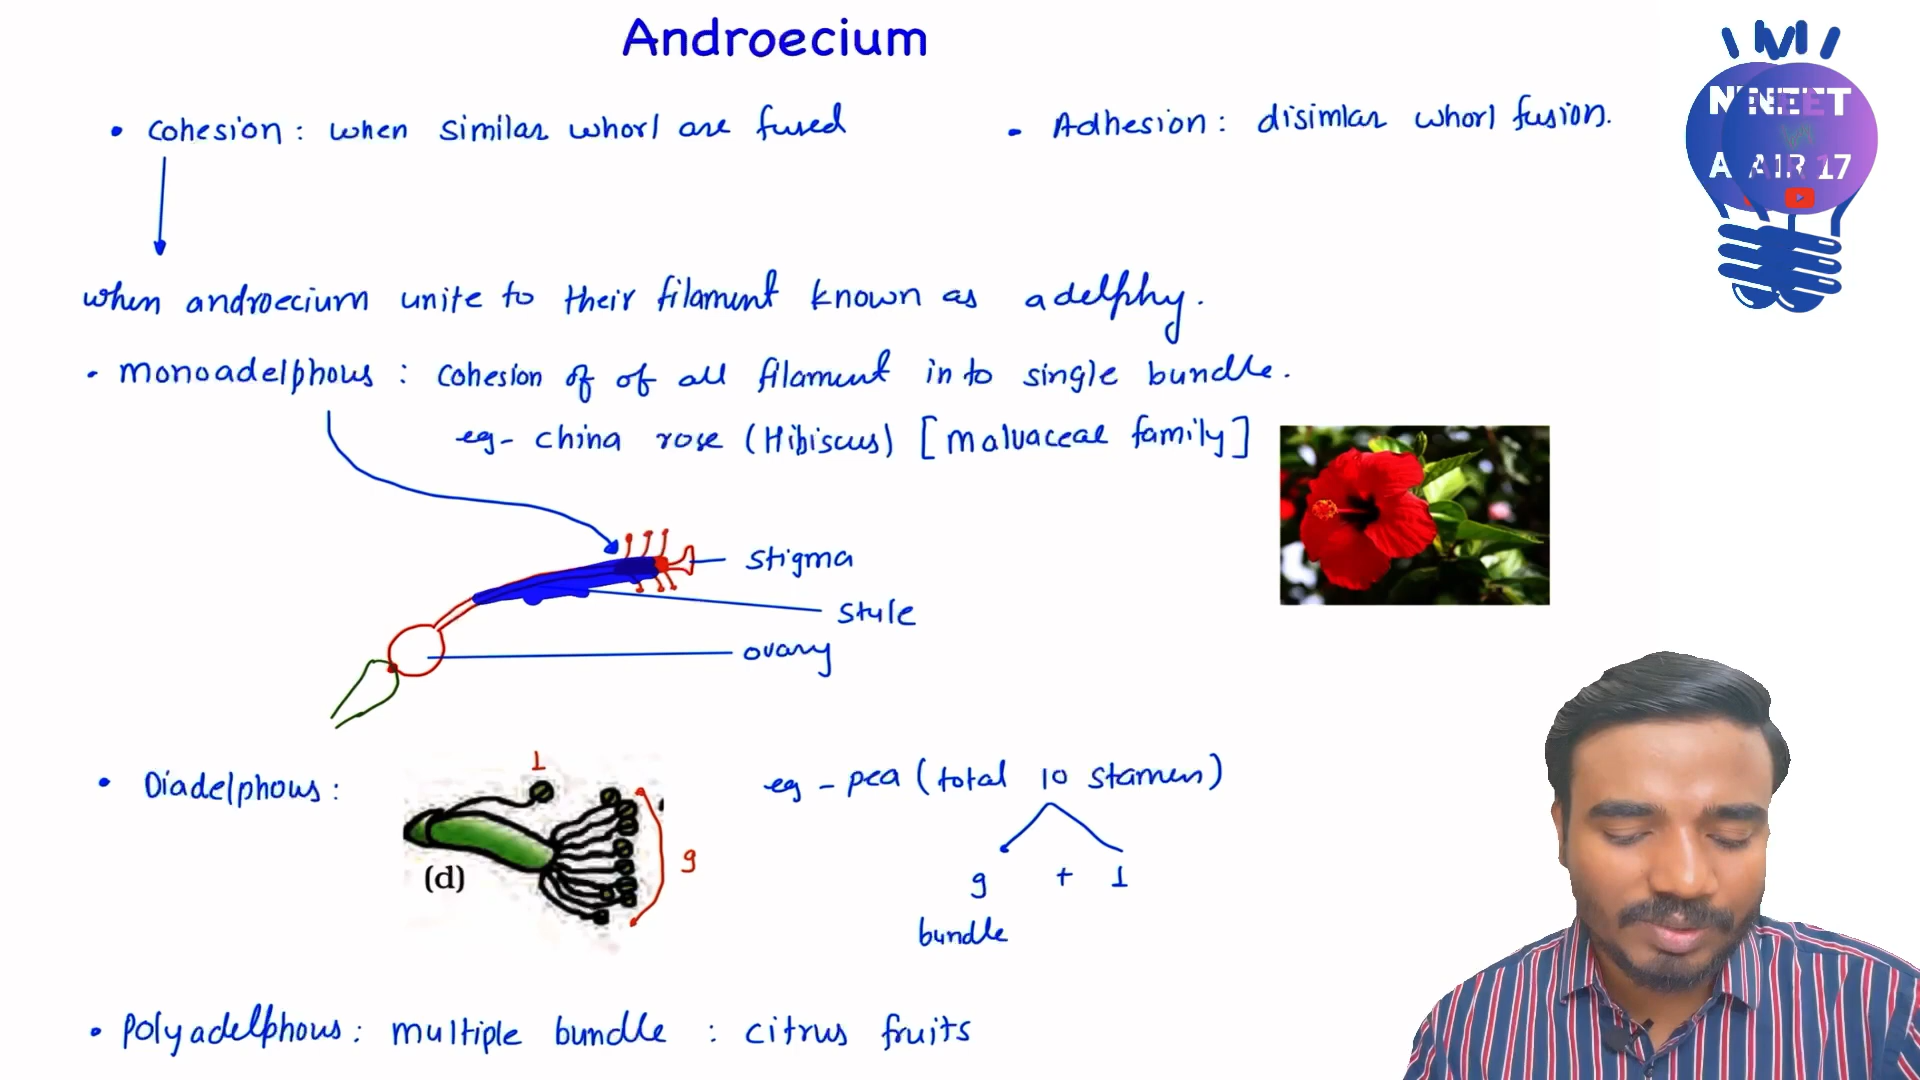 Androecium
• Cohesion : when similar whorl are fused
• Adhesion : disimlar whorl fusion.
NEET
AIR 17
when androecium unite to their filament known as adelphy.
• monoadelphous : Cohesion of of all filament in to single bundle.
eg - china rose (Hibiscus) [malvaceae family]
stigma
style
ovary
• Diadelphous :
1
9
(d)
eg - pea (total 10 stamen)
9 + 1
bundle
• Polyadelphous : multiple bundle : citrus fruits